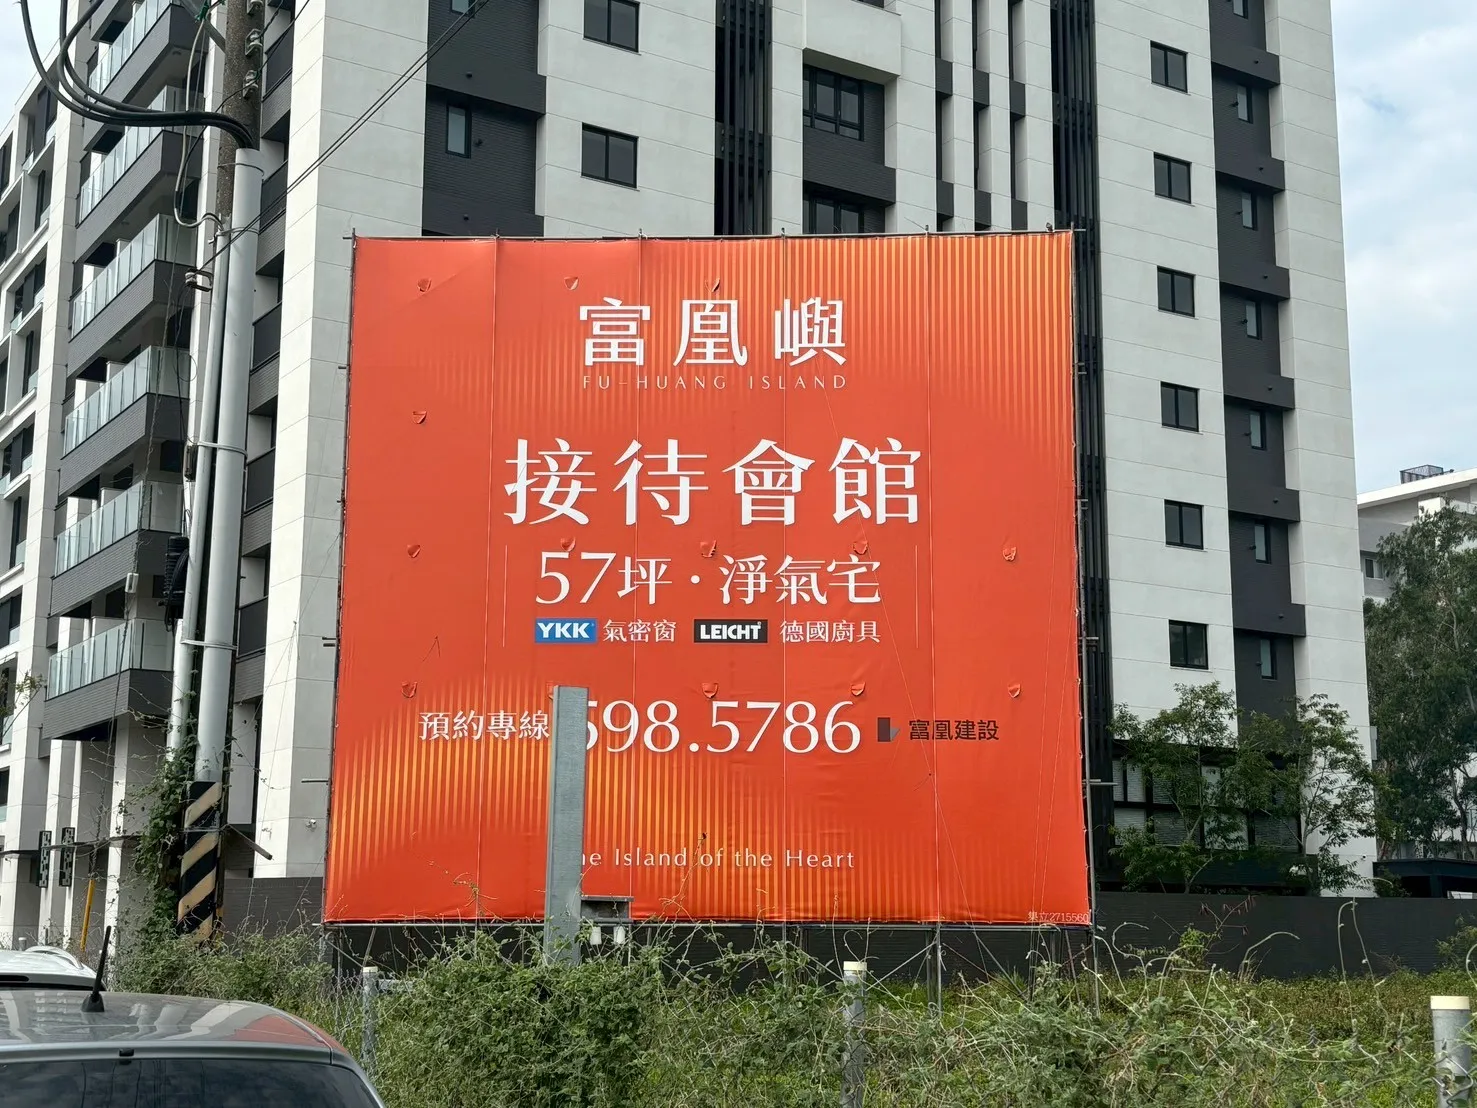 富凰嶼
FU-HUANG ISLAND
接待會館
57坪·淨氣宅
YKK 氣密窗 LEICHT 德國廚具
預約專線 598.5786 富凰建設
Island of the Heart
2715560